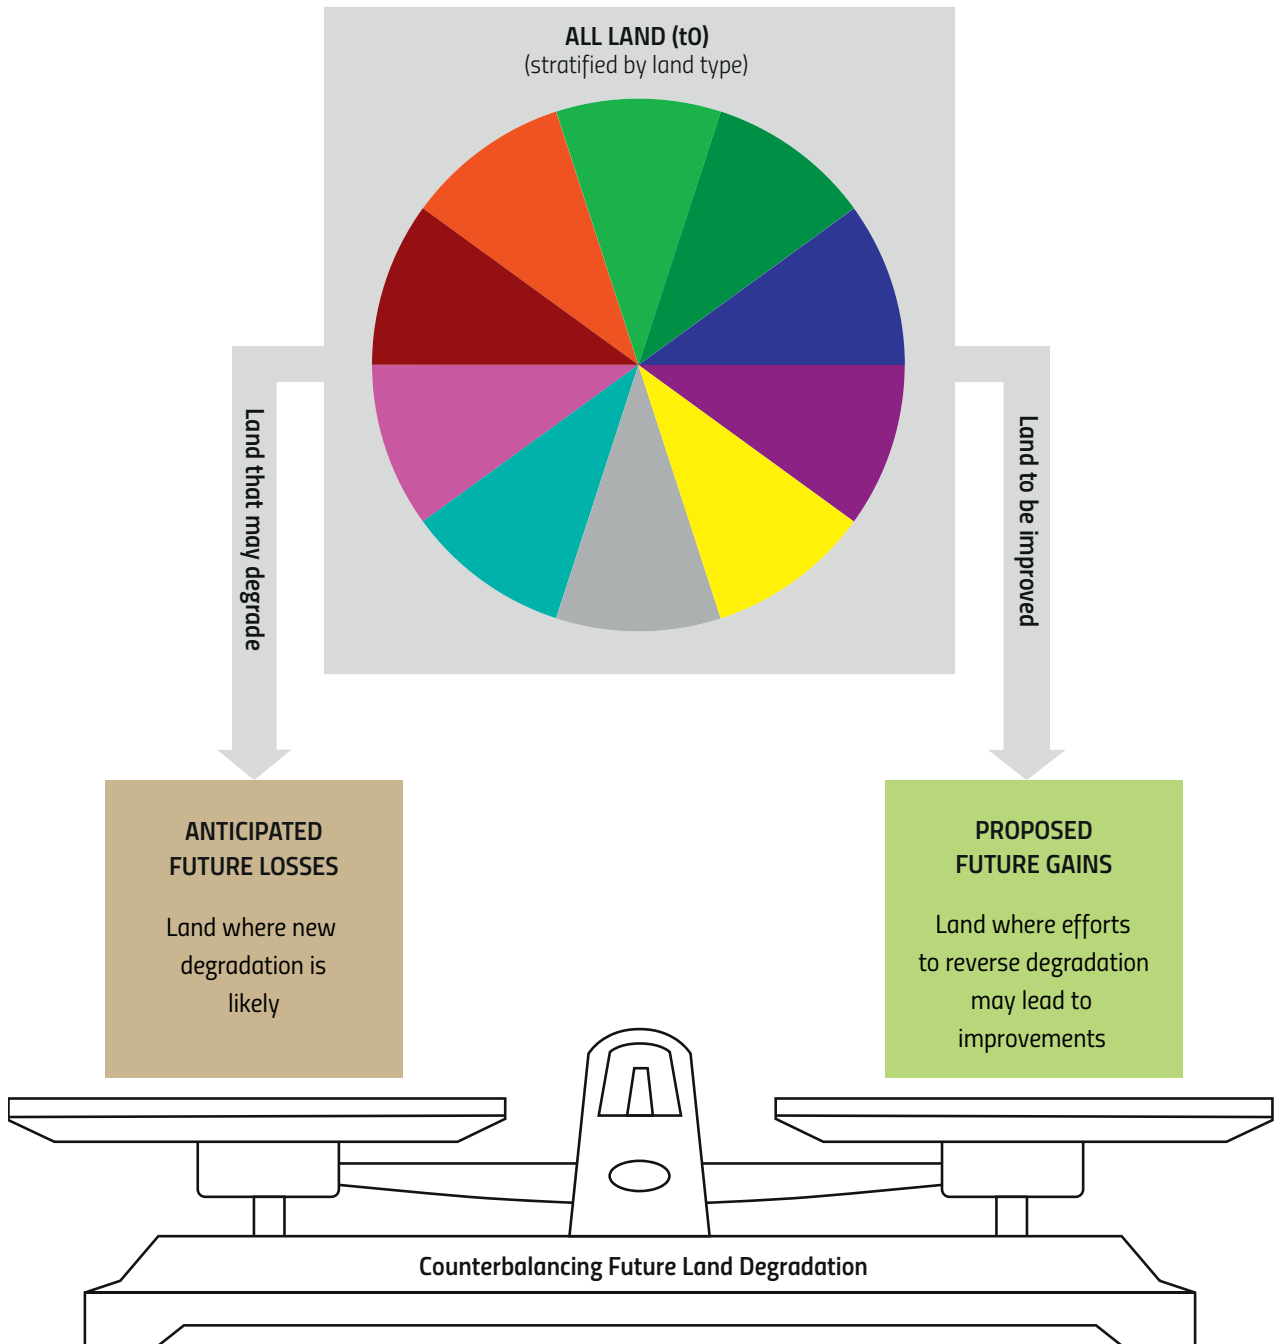 ALL LAND (t0)
(stratified by land type)
Land that may degrade
Land to be improved
ANTICIPATED
FUTURE LOSSES
Land where new
degradation is
likely
PROPOSED
FUTURE GAINS
Land where efforts
to reverse degradation
may lead to
improvements
Counterbalancing Future Land Degradation